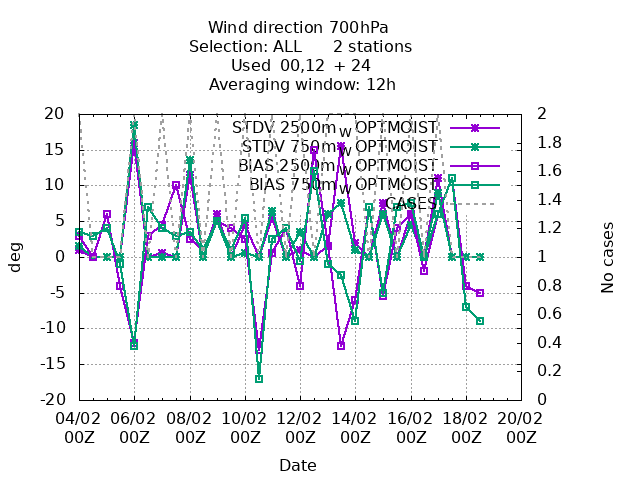 Wind direction 700hPa
Selection: ALL 2 stations
Used 00,12 + 24
Averaging window: 12h
20 15 10 5 0 -5 -10 -15 -20
deg
STDV 2500m_W OPTMOIST
STDV 750m_W OPTMOIST
BIAS 2500m_W OPTMOIST
BIAS 750m_W OPTMOIST
CASES
2 1.8 1.6 1.4 1.2 1 0.8 0.6 0.4 0.2 0
No cases
04/02 06/02 08/02 10/02 12/02 14/02 16/02 18/02 20/02
00Z 00Z 00Z 00Z 00Z 00Z 00Z 00Z 00Z
Date